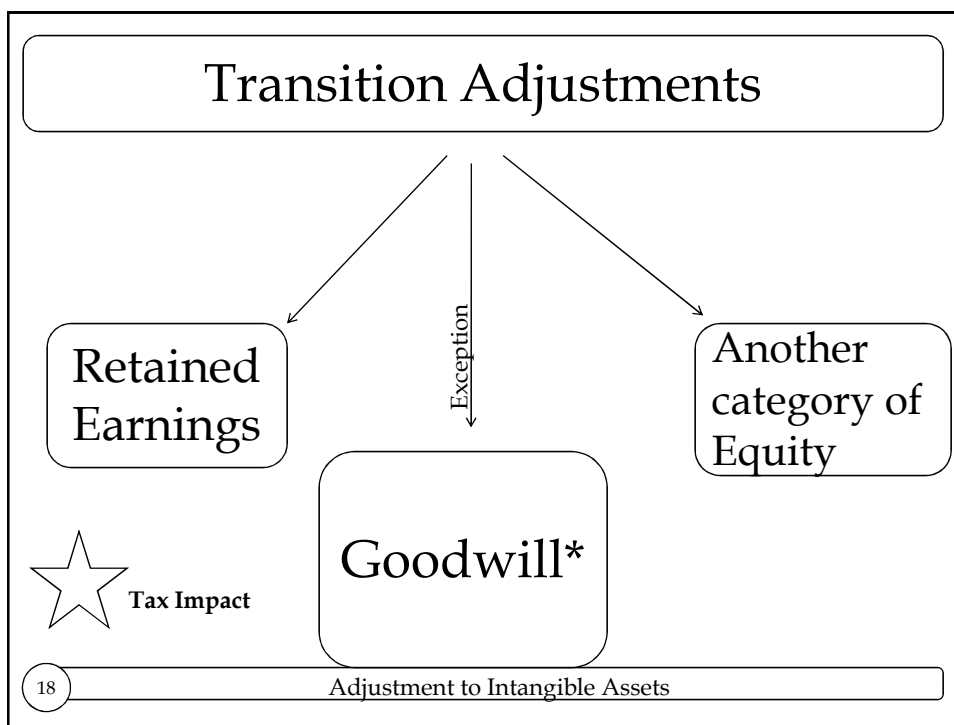 Transition Adjustments
Exception
Retained
Earnings
Another
category of
Equity
Goodwill*
Tax Impact
18
Adjustment to Intangible Assets